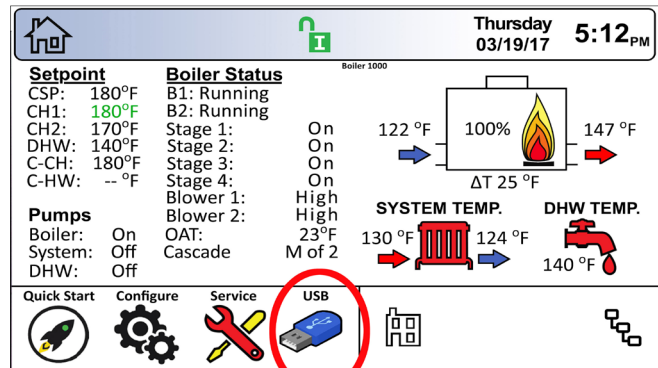 Thursday
03/19/17
5:12PM
Boiler 1000
Setpoint
CSP: 180°F
CH1: 180°F
CH2: 170°F
DHW: 140°F
C-CH: 180°F
C-HW: -- °F
Pumps
Boiler: On
System: Off
DHW: Off
Boiler Status
B1: Running
B2: Running
Stage 1: On
Stage 2: On
Stage 3: On
Stage 4: On
Blower 1: High
Blower 2: High
OAT: 23°F
Cascade M of 2
122 °F
100%
147 °F
ΔT 25 °F
SYSTEM TEMP.
130 °F
124 °F
DHW TEMP.
140 °F
Quick Start
Configure
Service
USB